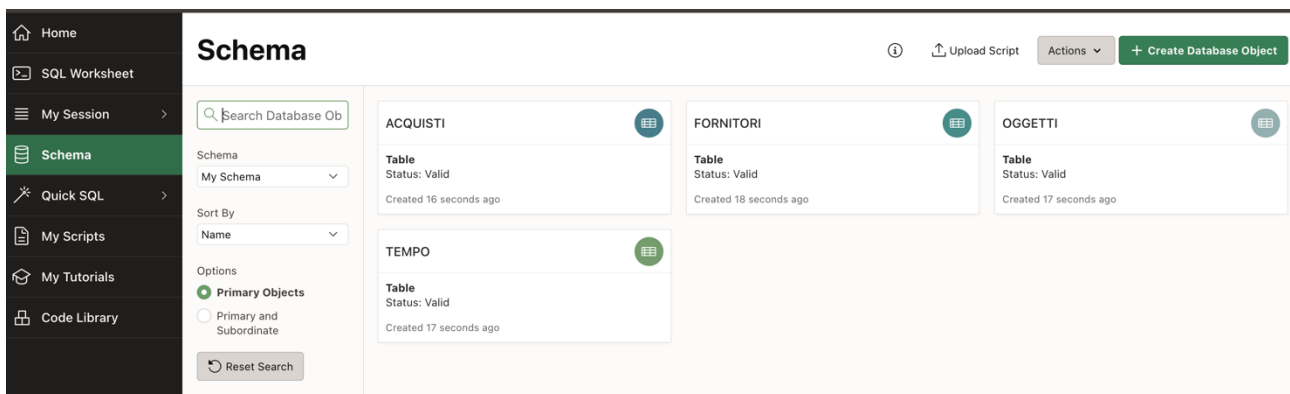 Home
SQL Worksheet
My Session
Schema
Quick SQL
My Scripts
My Tutorials
Code Library
Schema
Upload Script
Actions
+ Create Database Object
Search Database Ob
Schema
My Schema
Sort By
Name
Options
Primary Objects
Primary and
Subordinate
Reset Search
ACQUISTI
Table
Status: Valid
Created 16 seconds ago
FORNITORI
Table
Status: Valid
Created 18 seconds ago
OGGETTI
Table
Status: Valid
Created 17 seconds ago
TEMPO
Table
Status: Valid
Created 17 seconds ago